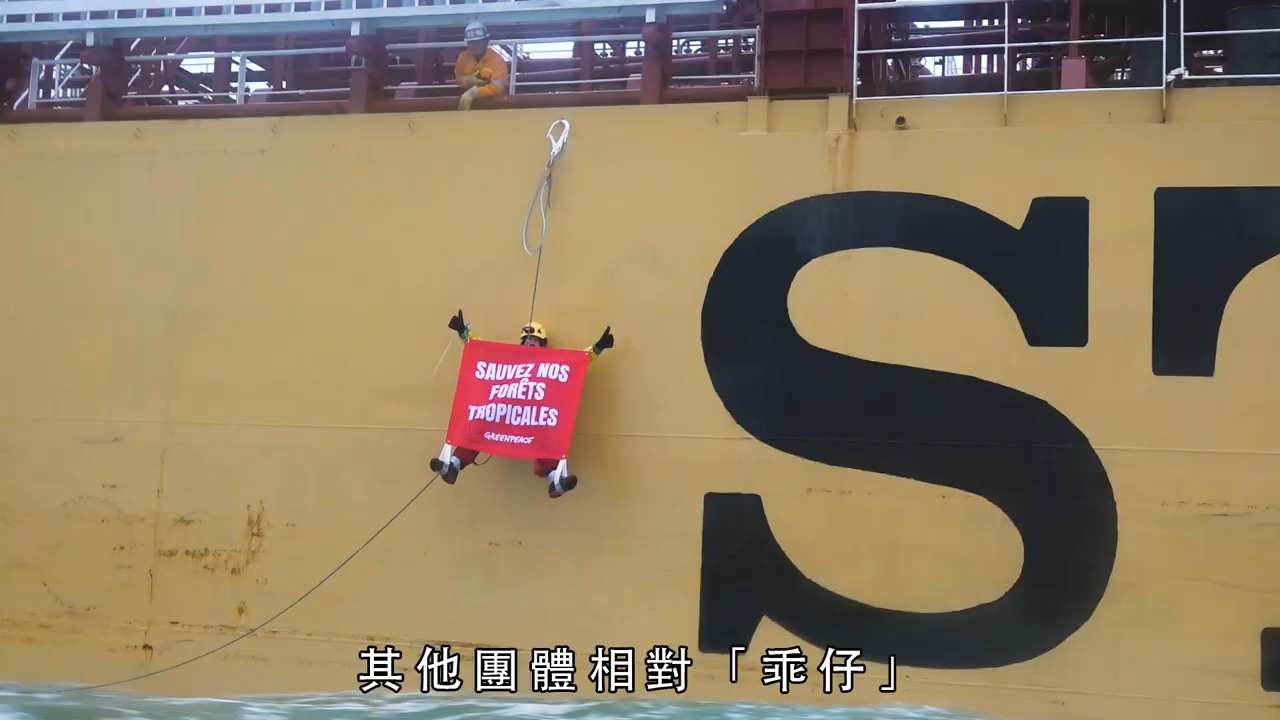 SAUVEZ NOS
FORÊTS
TROPICALES
GREENPEACE
S
其他團體相對「乖仔」